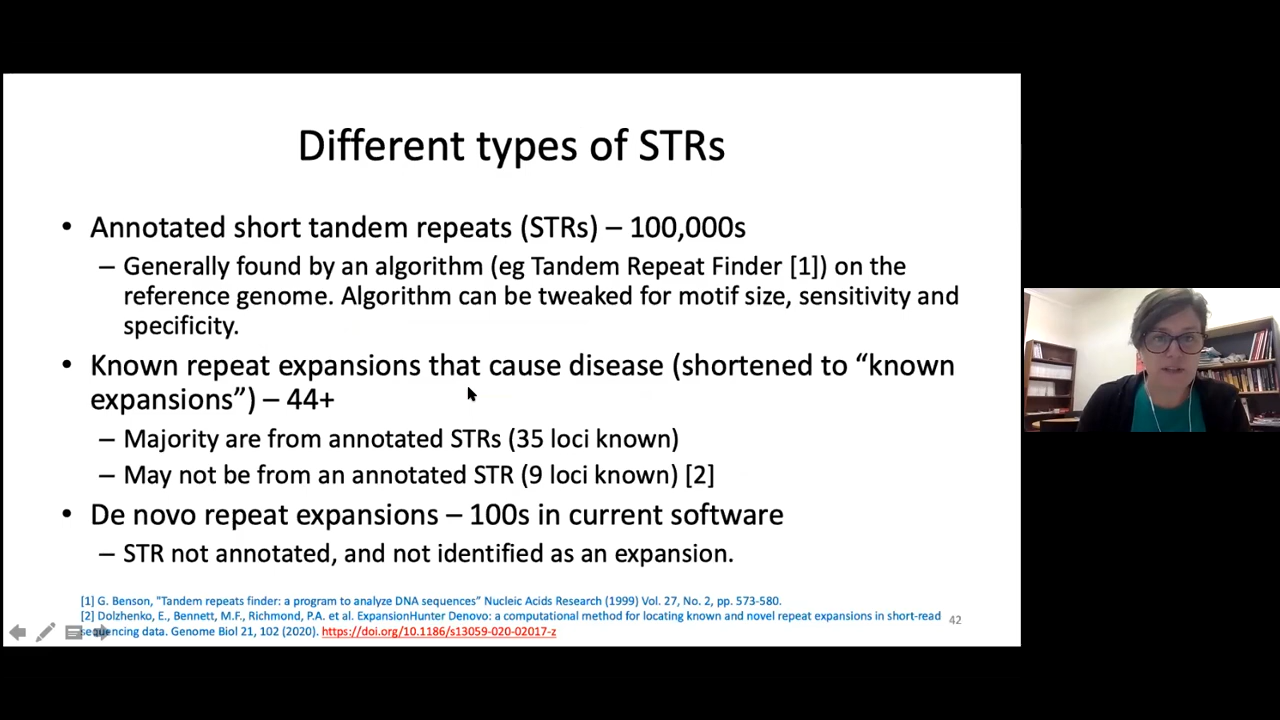 Different types of STRs
• Annotated short tandem repeats (STRs) – 100,000s
– Generally found by an algorithm (eg Tandem Repeat Finder [1]) on the
reference genome. Algorithm can be tweaked for motif size, sensitivity and
specificity.
• Known repeat expansions that cause disease (shortened to “known
expansions”) – 44+
– Majority are from annotated STRs (35 loci known)
– May not be from an annotated STR (9 loci known) [2]
• De novo repeat expansions – 100s in current software
– STR not annotated, and not identified as an expansion.
[1] G. Benson, "Tandem repeats finder: a program to analyze DNA sequences” Nucleic Acids Research (1999) Vol. 27, No. 2, pp. 573-580.
[2] Dolzhenko, E., Bennett, M.F., Richmond, P.A. et al. ExpansionHunter Denovo: a computational method for locating known and novel repeat expansions in short-read
sequencing data. Genome Biol 21, 102 (2020). https://doi.org/10.1186/s13059-020-02017-z
42